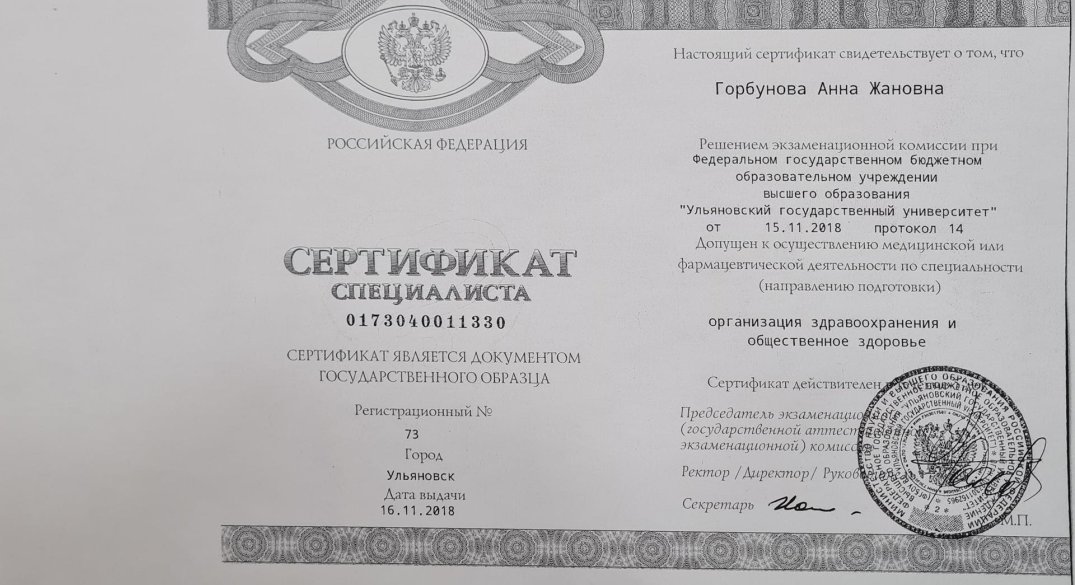 РОССИЙСКАЯ ФЕДЕРАЦИЯ
СЕРТИФИКАТ
СПЕЦИАЛИСТА
0173040011330
СЕРТИФИКАТ ЯВЛЯЕТСЯ ДОКУМЕНТОМ
ГОСУДАРСТВЕННОГО ОБРАЗЦА
Регистрационный №
73
Город
Ульяновск
Дата выдачи
16.11.2018
Настоящий сертификат свидетельствует о том, что
Горбунова Анна Жановна
Решением экзаменационной комиссии при
Федеральном государственном бюджетном
образовательном учреждении
высшего образования
"Ульяновский государственный университет"
от 15.11.2018 протокол 14
Допущен к осуществлению медицинской или
фармацевтической деятельности по специальности
(направлению подготовки)
организация здравоохранения и
общественное здоровье
Сертификат действителен
Председатель экзаменацио
(государственной аттест
экзаменационной) комисс
Ректор /Директор/ Руково
Секретарь
М.П.